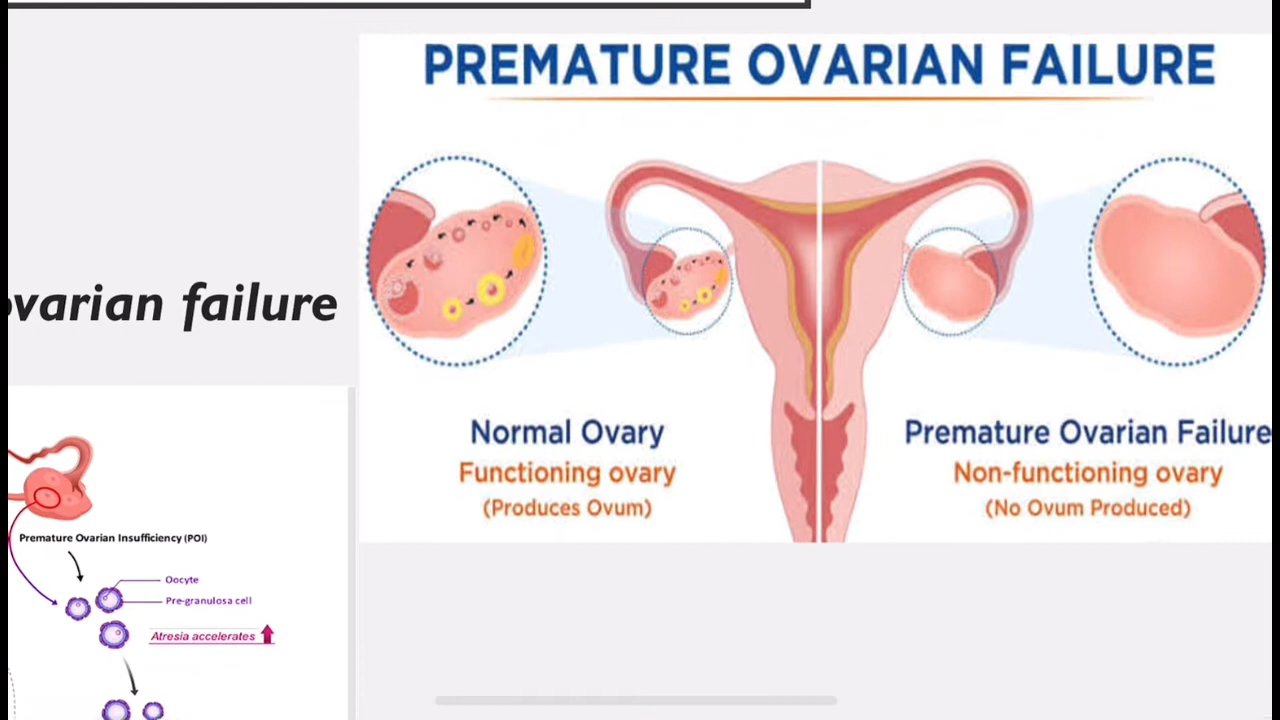 PREMATURE OVARIAN FAILURE
ovarian failure
Normal Ovary
Functioning ovary
(Produces Ovum)
Premature Ovarian Failure
Non-functioning ovary
(No Ovum Produced)
Premature Ovarian Insufficiency (POI)
Oocyte
Pre-granulosa cell
Atresia accelerates